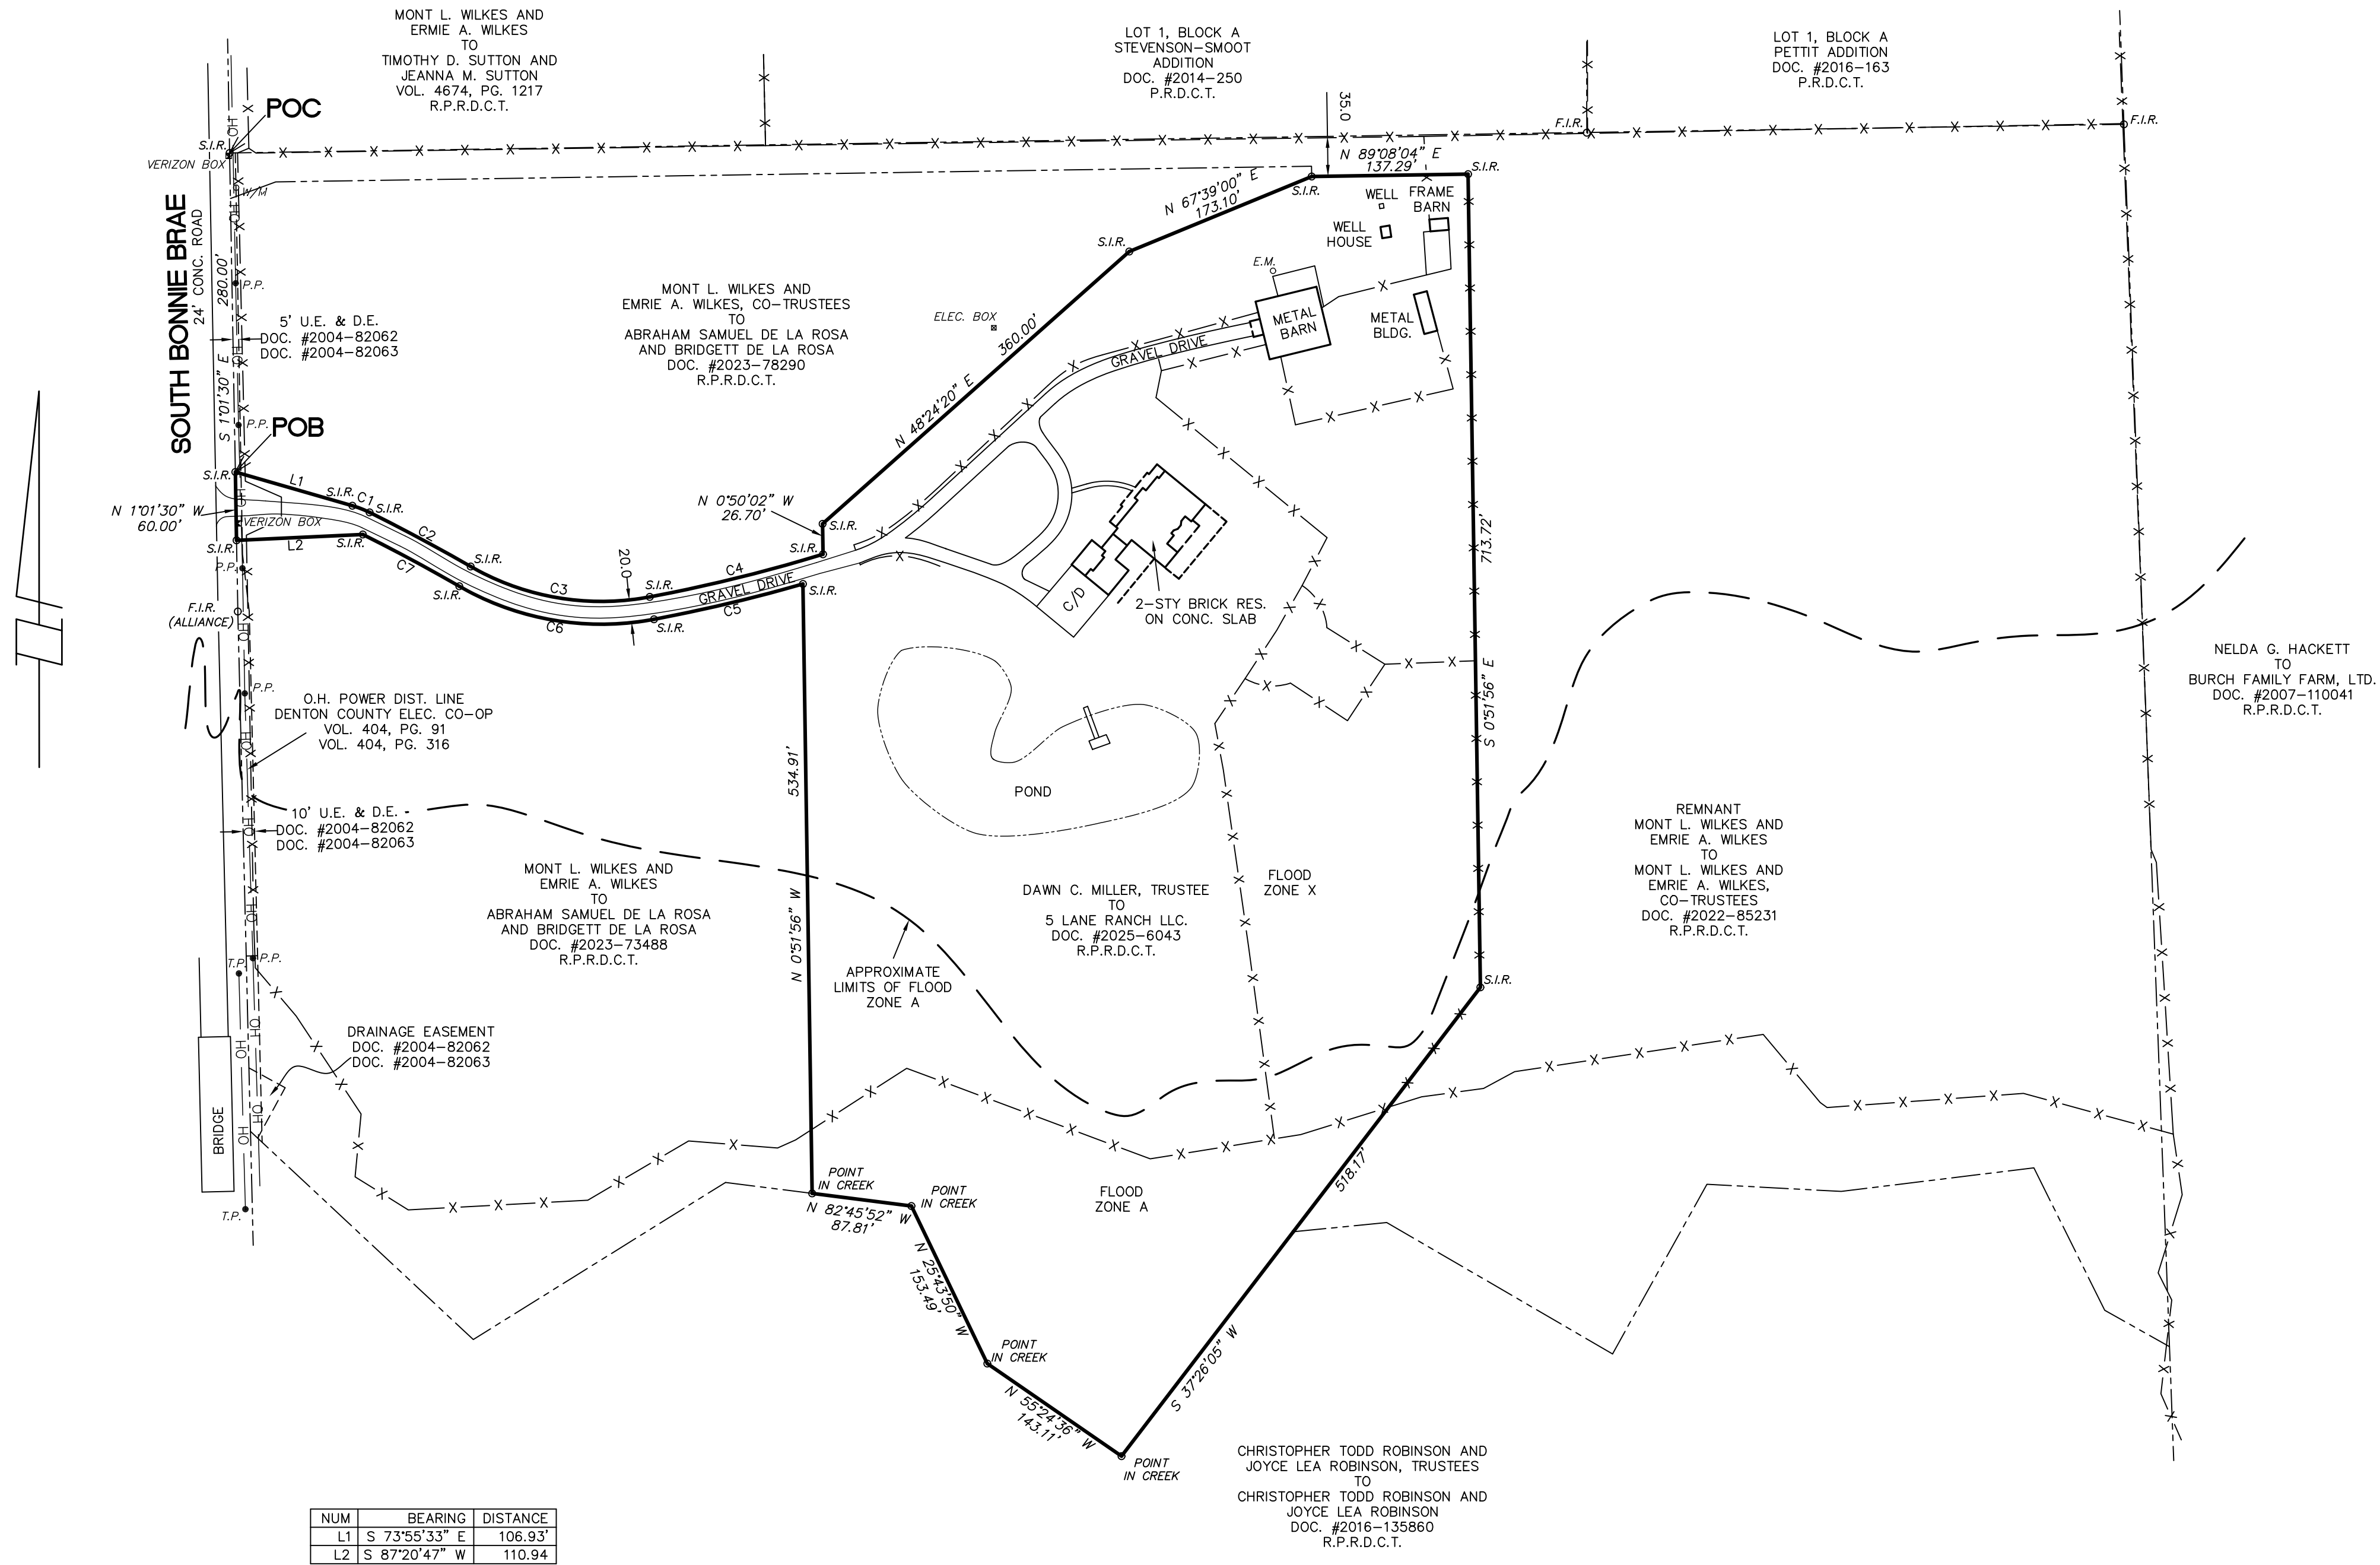 MONT L. WILKES AND
ERMIE A. WILKES
TO
TIMOTHY D. SUTTON AND
JEANNA M. SUTTON
VOL. 4674, PG. 1217
R.P.R.D.C.T.
LOT 1, BLOCK A
STEVENSON-SMOOT
ADDITION
DOC. #2014-250
P.R.D.C.T.
LOT 1, BLOCK A
PETTIT ADDITION
DOC. #2016-163
P.R.D.C.T.
POC
S.I.R.
VERIZON BOX
W/M
OH
OH
35.0
F.I.R.
F.I.R.
N 89°08'04" E
137.29'
S.I.R.
S.I.R.
N 67°39'00" E
173.10'
S.I.R.
WELL
FRAME
BARN
WELL
HOUSE
E.M.
METAL
BARN
METAL
BLDG.
SOUTH BONNIE BRAE
24' CONC. ROAD
S 1°01'30" E
280.00'
P.P.
5' U.E. & D.E.
DOC. #2004-82062
DOC. #2004-82063
MONT L. WILKES AND
EMRIE A. WILKES, CO-TRUSTEES
TO
ABRAHAM SAMUEL DE LA ROSA
AND BRIDGETT DE LA ROSA
DOC. #2023-78290
R.P.R.D.C.T.
ELEC. BOX
N 48°24'20" E
360.00'
GRAVEL DRIVE
P.P.
POB
S.I.R.
L1
S.I.R.
C1
S.I.R.
C2
N 1°01'30" W
60.00'
VERIZON BOX
S.I.R.
L2
S.I.R.
C7
S.I.R.
S.I.R.
P.P.
C3
20.0
S.I.R.
C4
N 0°50'02" W
26.70'
S.I.R.
S.I.R.
GRAVEL DRIVE
C5
S.I.R.
C6
S.I.R.
C/D
2-STY BRICK RES.
ON CONC. SLAB
713.72'
S 0°51'56" E
F.I.R.
(ALLIANCE)
OH
P.P.
O.H. POWER DIST. LINE
DENTON COUNTY ELEC. CO-OP
VOL. 404, PG. 91
VOL. 404, PG. 316
OH
10' U.E. & D.E. -
DOC. #2004-82062
DOC. #2004-82063
OH
534.91'
N 0°51'56" W
POND
NELDA G. HACKETT
TO
BURCH FAMILY FARM, LTD.
DOC. #2007-110041
R.P.R.D.C.T.
REMNANT
MONT L. WILKES AND
EMRIE A. WILKES
TO
MONT L. WILKES AND
EMRIE A. WILKES,
CO-TRUSTEES
DOC. #2022-85231
R.P.R.D.C.T.
MONT L. WILKES AND
EMRIE A. WILKES
TO
ABRAHAM SAMUEL DE LA ROSA
AND BRIDGETT DE LA ROSA
DOC. #2023-73488
R.P.R.D.C.T.
DAWN C. MILLER, TRUSTEE
TO
5 LANE RANCH LLC.
DOC. #2025-6043
R.P.R.D.C.T.
FLOOD
ZONE X
APPROXIMATE
LIMITS OF FLOOD
ZONE A
OH
T.P.
P.P.
S.I.R.
OH
OH
DRAINAGE EASEMENT
DOC. #2004-82062
DOC. #2004-82063
BRIDGE
OH
OH
T.P.
POINT
IN CREEK
N 82°45'52" W
87.81'
POINT
IN CREEK
FLOOD
ZONE A
518.17'
S 37°26'05" W
N 25°43'50" W
153.49'
POINT
IN CREEK
N 55°24'36" W
143.11'
POINT
IN CREEK
CHRISTOPHER TODD ROBINSON AND
JOYCE LEA ROBINSON, TRUSTEES
TO
CHRISTOPHER TODD ROBINSON AND
JOYCE LEA ROBINSON
DOC. #2016-135860
R.P.R.D.C.T.
NUM BEARING DISTANCE
L1 S 73°55'33" E 106.93'
L2 S 87°20'47" W 110.94